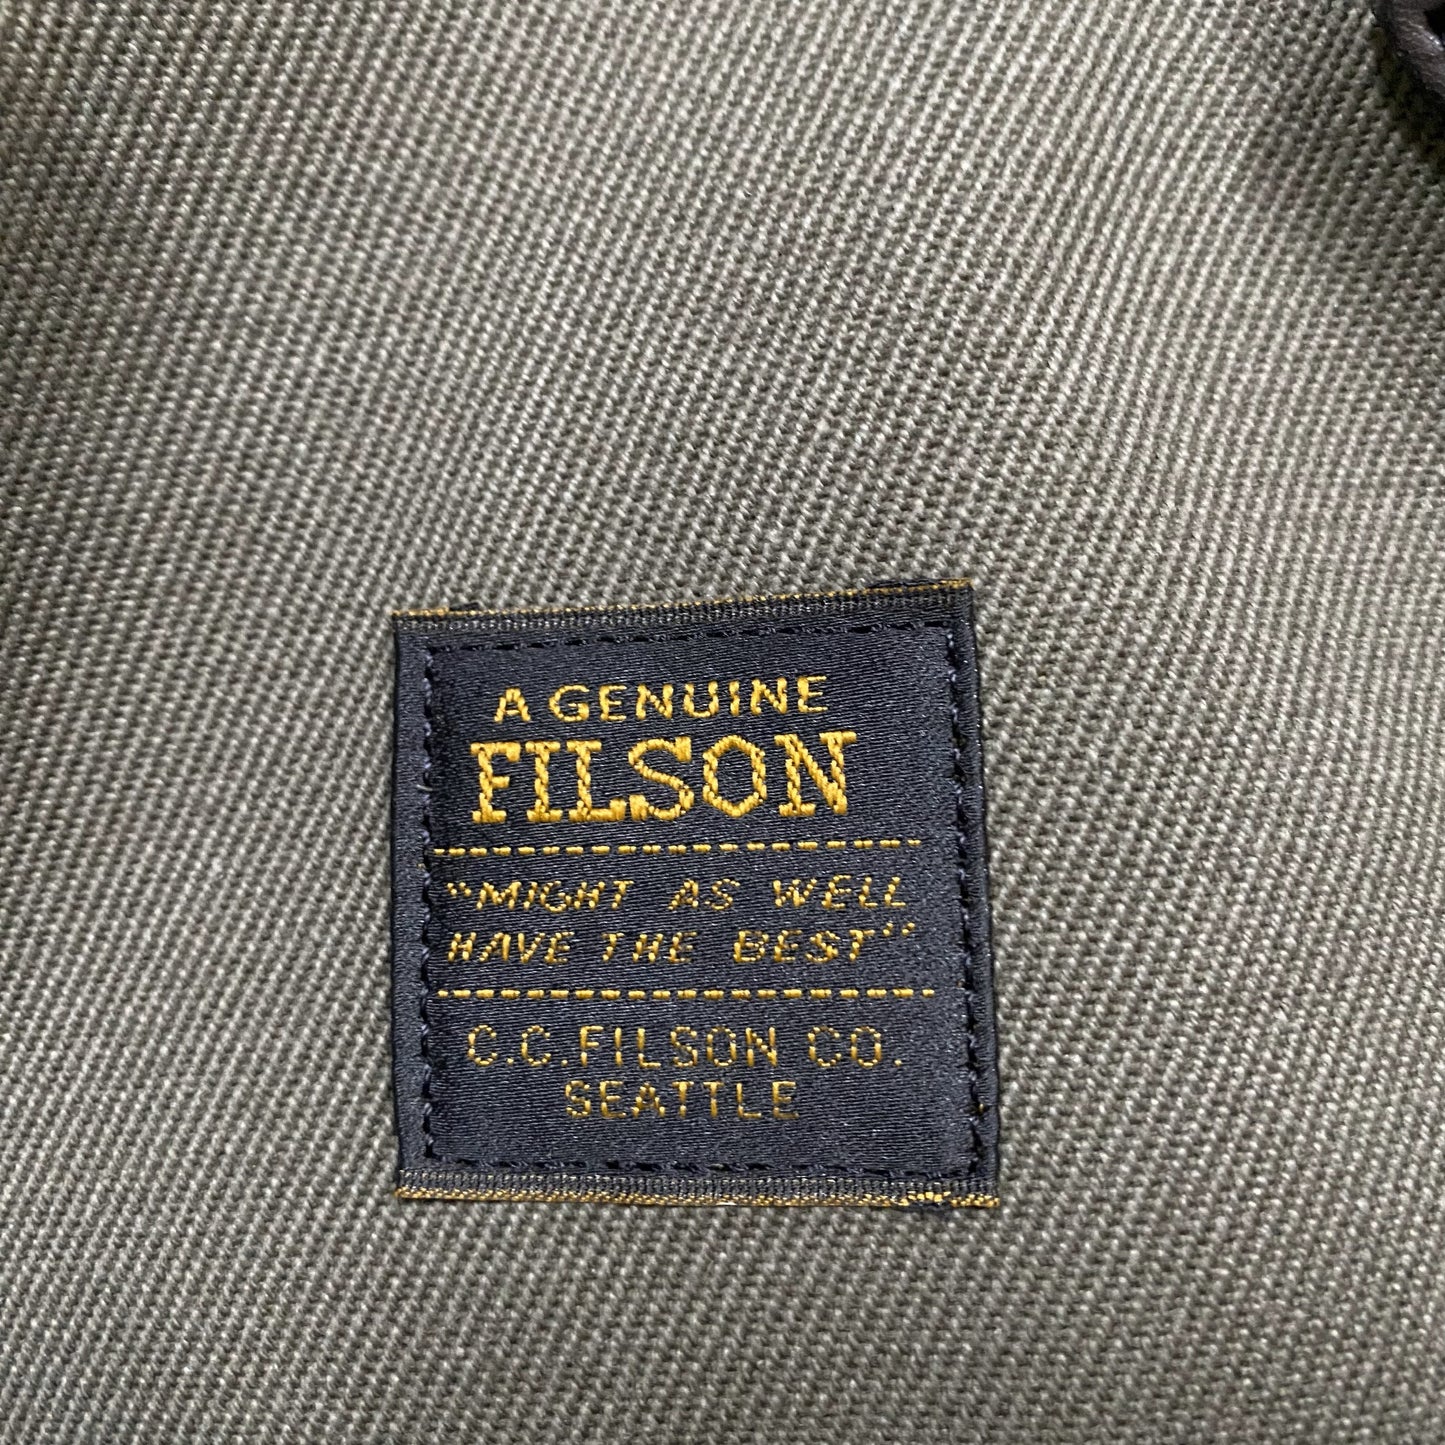 A GENUINE
FILSON
"MIGHT AS WELL
HAVE THE BEST"
C.C.FILSON CO.
SEATTLE